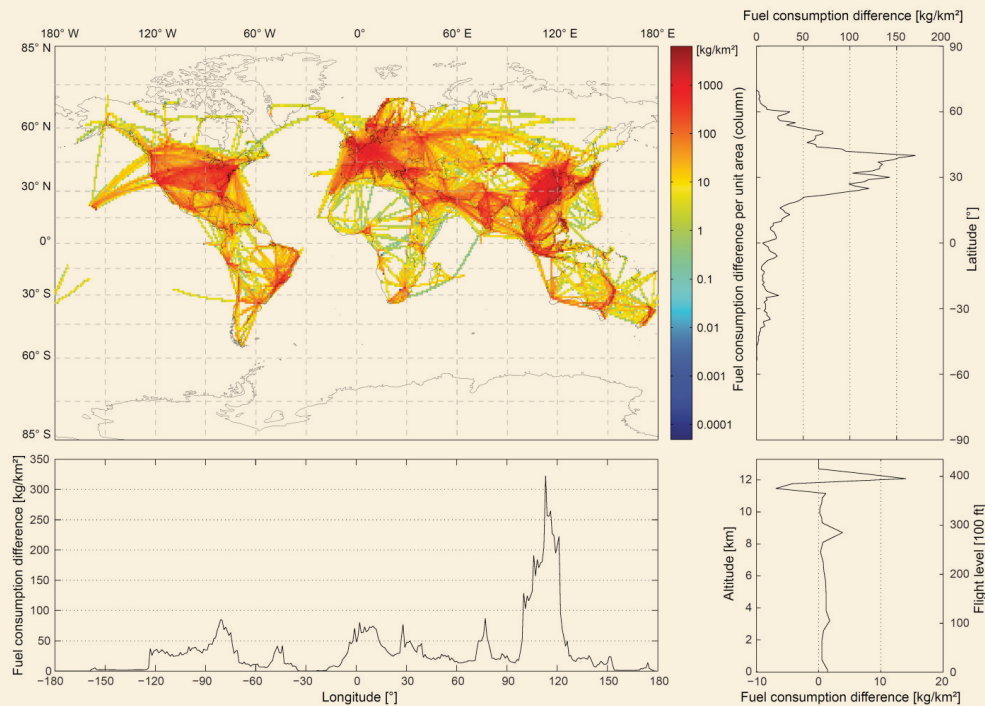 Fuel consumption difference [kg/km²]
180° W 120° W 60° W 0° 60° E 120° E 180° E
0 50 100 150 200
85° N
60° N
30° N
0°
30° S
60° S
85° S
[kg/km²]
1000
100
10
1
0.1
0.01
0.001
0.0001
Fuel consumption difference per unit area (column)
90
60
30
0
−30
−60
−90
Latitude [°]
Fuel consumption difference [kg/km²]
350
300
250
200
150
100
50
0
−180 −150 −120 −90 −60 −30 0 30 60 90 120 150 180
Longitude [°]
Altitude [km]
12
10
8
6
4
2
0
400
300
200
100
0
Flight level [100 ft]
−10 0 10 20
Fuel consumption difference [kg/km²]